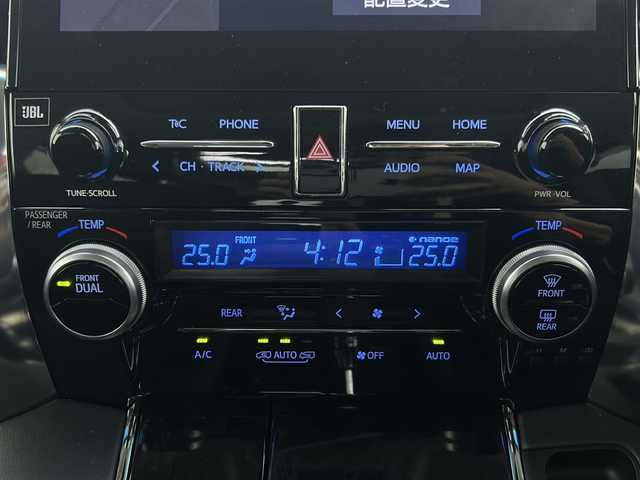 配置変更
JBL
T&C PHONE MENU HOME
CH · TRACK AUDIO MAP
TUNE·SCROLL PWR·VOL
PASSENGER
/ REAR
TEMP TEMP
25.0 FRONT 4:12 nanoe 25.0
FRONT
DUAL
FRONT
REAR
REAR
A/C AUTO OFF AUTO